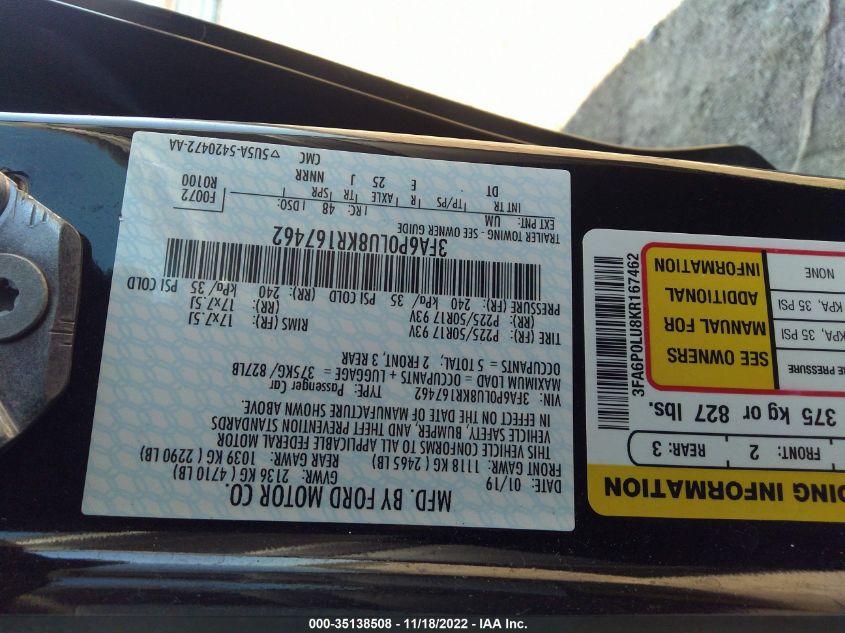 MFD. BY FORD MOTOR CO.
DATE: 01/19 GVWR: 2136 KG ( 4710 LB)
FRONT GAWR: 1118 KG ( 2465 LB) REAR GAWR: 1039 KG ( 2290 LB)
THIS VEHICLE CONFORMS TO ALL APPLICABLE FEDERAL MOTOR
VEHICLE SAFETY, BUMPER, AND THEFT PREVENTION STANDARDS
IN EFFECT ON THE DATE OF MANUFACTURE SHOWN ABOVE.
VIN: 3FA6P0LU8KR167462 TYPE: Passenger Car
MAXIMUM LOAD = OCCUPANTS + LUGGAGE = 375KG/ 827LB
OCCUPANTS = 5 TOTAL, 2 FRONT, 3 REAR
TIRE (FR): P225/50R17 93V RIMS (FR): 17x7.5J
(RR): P225/50R17 93V (RR): 17x7.5J
PRESSURE (FR): 240 kPa/ 35 PSI COLD (RR): 240 kPa/ 35 PSI COLD
3FA6P0LU8KR167462
TRAILER TOWING - SEE OWNER GUIDE
EXT PNT: UM RC: 48 DSO: F0072
R0100
INT TR TP/PS R AXLE TR SPR
DT E 25 J NNRR
CMC
▽5U5A-5420472-AA
DING INFORMATION
FRONT: 2 REAR: 3
375 kg or 827 lbs.
RE PRESSURE
KPA, 35 PSI
KPA, 35 PSI
NONE
SEE OWNERS
MANUAL FOR
ADDITIONAL
INFORMATION
3FA6P0LU8KR167462
000-35138508 - 11/18/2022 - IAA Inc.